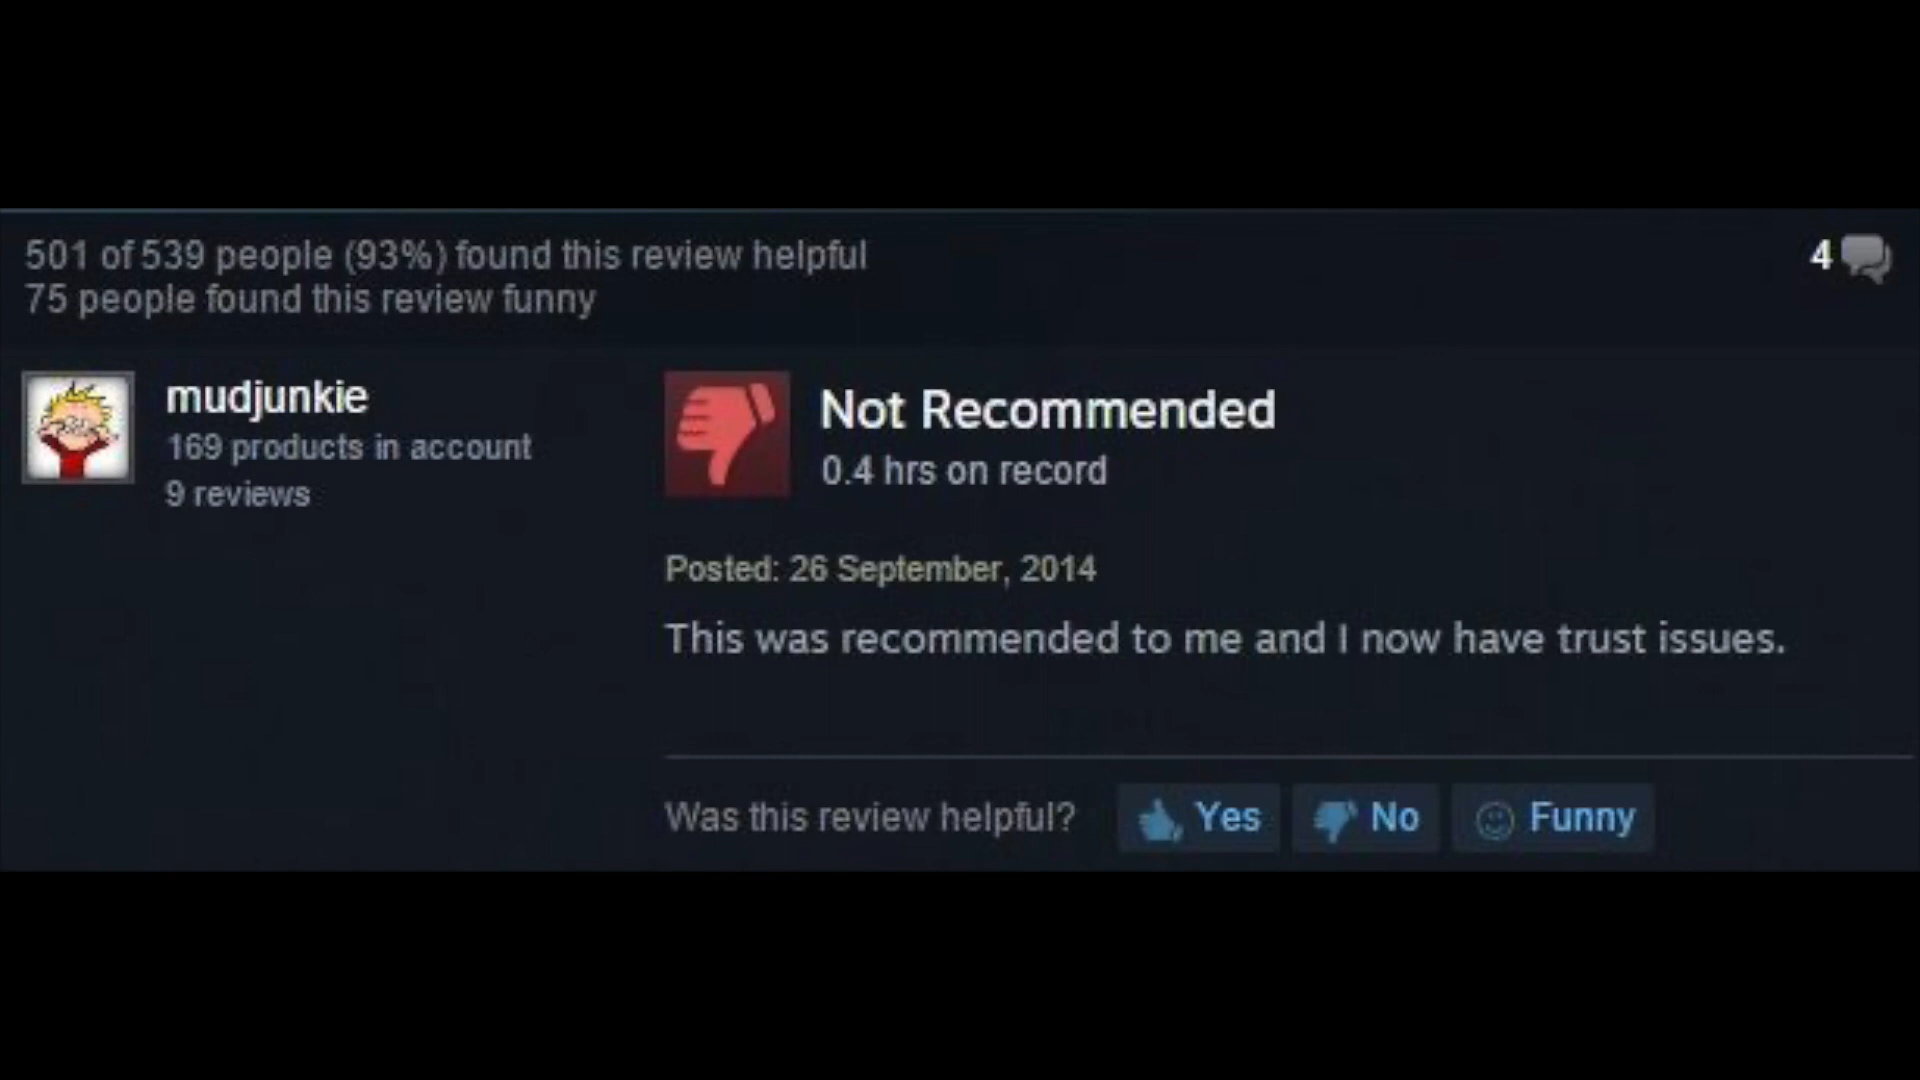 501 of 539 people (93%) found this review helpful
4
75 people found this review funny
mudjunkie
169 products in account
9 reviews
Not Recommended
0.4 hrs on record
Posted: 26 September, 2014
This was recommended to me and I now have trust issues.
Was this review helpful? Yes No Funny